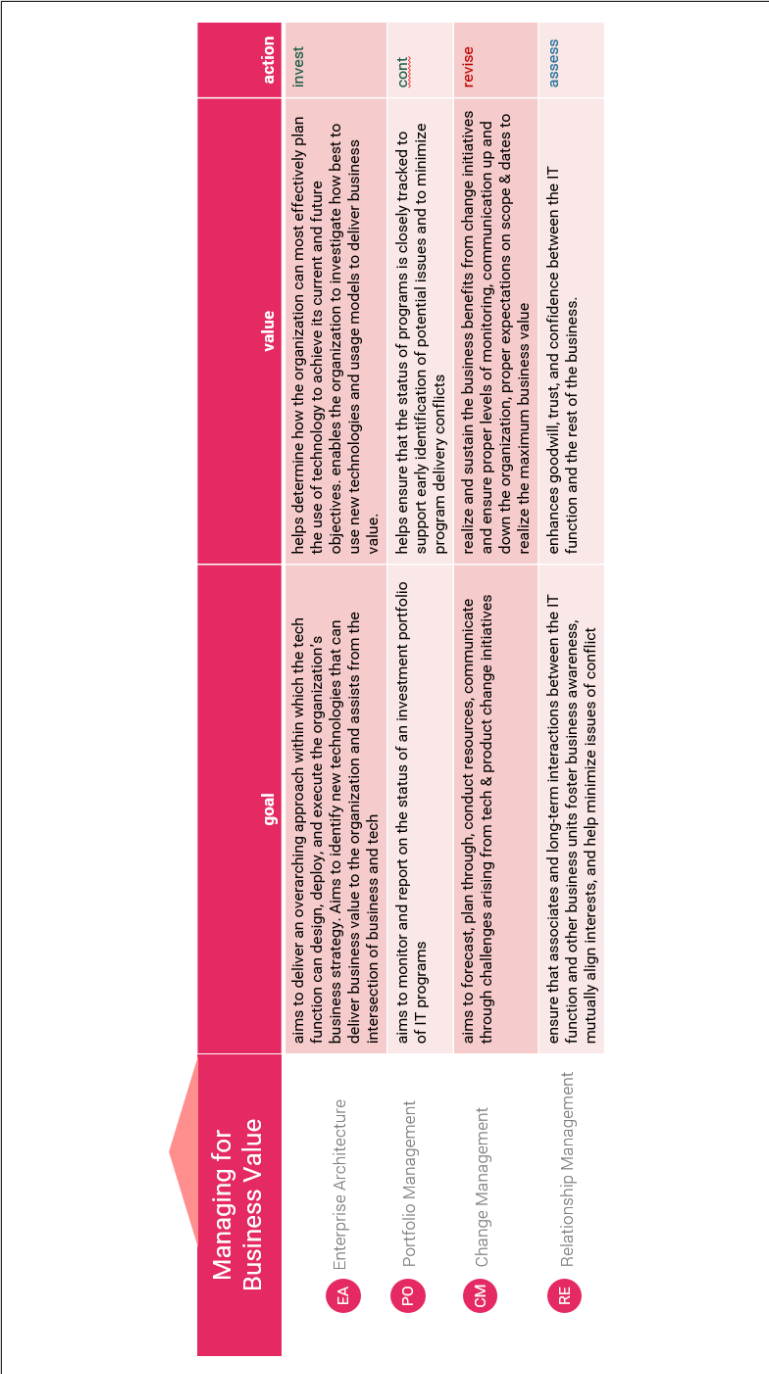 Managing for
Business Value
goal
value
action
EA
Enterprise Architecture
aims to deliver an overarching approach within which the tech
function can design, deploy, and execute the organization's
business strategy. Aims to identify new technologies that can
deliver business value to the organization and assists from the
intersection of business and tech
helps determine how the organization can most effectively plan
the use of technology to achieve its current and future
objectives. enables the organization to investigate how best to
use new technologies and usage models to deliver business
value.
invest
PO
Portfolio Management
aims to monitor and report on the status of an investment portfolio
of IT programs
helps ensure that the status of programs is closely tracked to
support early identification of potential issues and to minimize
program delivery conflicts
cont
CM
Change Management
aims to forecast, plan through, conduct resources, communicate
through challenges arising from tech & product change initiatives
realize and sustain the business benefits from change initiatives
and ensure proper levels of monitoring, communication up and
down the organization, proper expectations on scope & dates to
realize the maximum business value
revise
RE
Relationship Management
ensure that associates and long-term interactions between the IT
function and other business units foster business awareness,
mutually align interests, and help minimize issues of conflict
enhances goodwill, trust, and confidence between the IT
function and the rest of the business.
assess